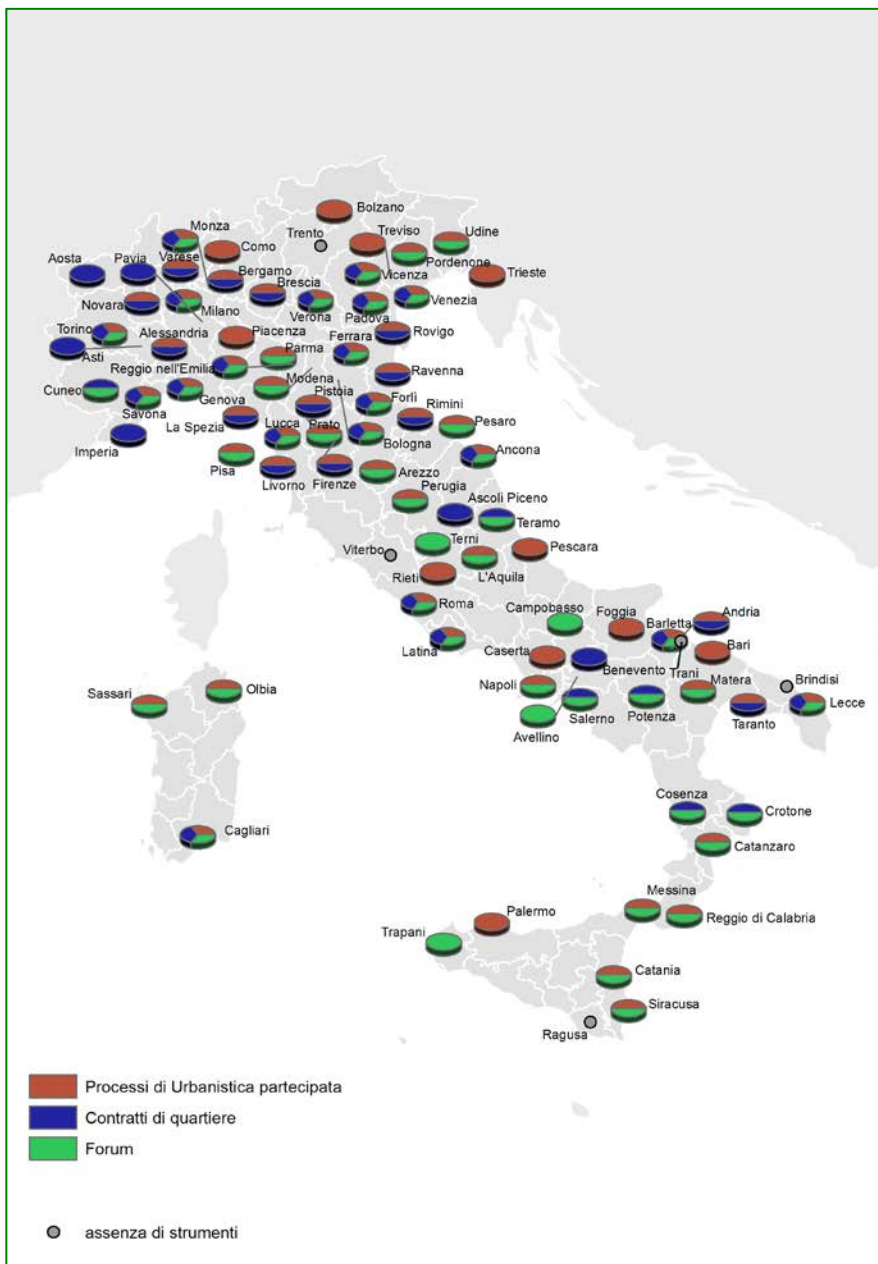 Bolzano
Monza
Treviso
Udine
Como
Trento
Pordenone
Aosta
Pavia
Varese
Bergamo
Vicenza
Trieste
Brescia
Novara
Milano
Verona
Padova
Venezia
Torino
Alessandria
Piacenza
Ferrara
Rovigo
Asti
Parma
Reggio nell'Emilia
Ravenna
Modena
Cuneo
Genova
Pistoia
Forlì
Rimini
Savona
La Spezia
Lucca
Prato
Pesaro
Imperia
Bologna
Ancona
Pisa
Livorno
Firenze
Arezzo
Perugia
Ascoli Piceno
Teramo
Terni
Viterbo
Pescara
L'Aquila
Rieti
Roma
Campobasso
Foggia
Barletta
Andria
Latina
Caserta
Benevento
Trani
Bari
Brindisi
Napoli
Matera
Sassari
Olbia
Salerno
Potenza
Taranto
Lecce
Avellino
Cosenza
Crotone
Cagliari
Catanzaro
Messina
Palermo
Reggio di Calabria
Trapani
Catania
Siracusa
Ragusa
Processi di Urbanistica partecipata
Contratti di quartiere
Forum
assenza di strumenti